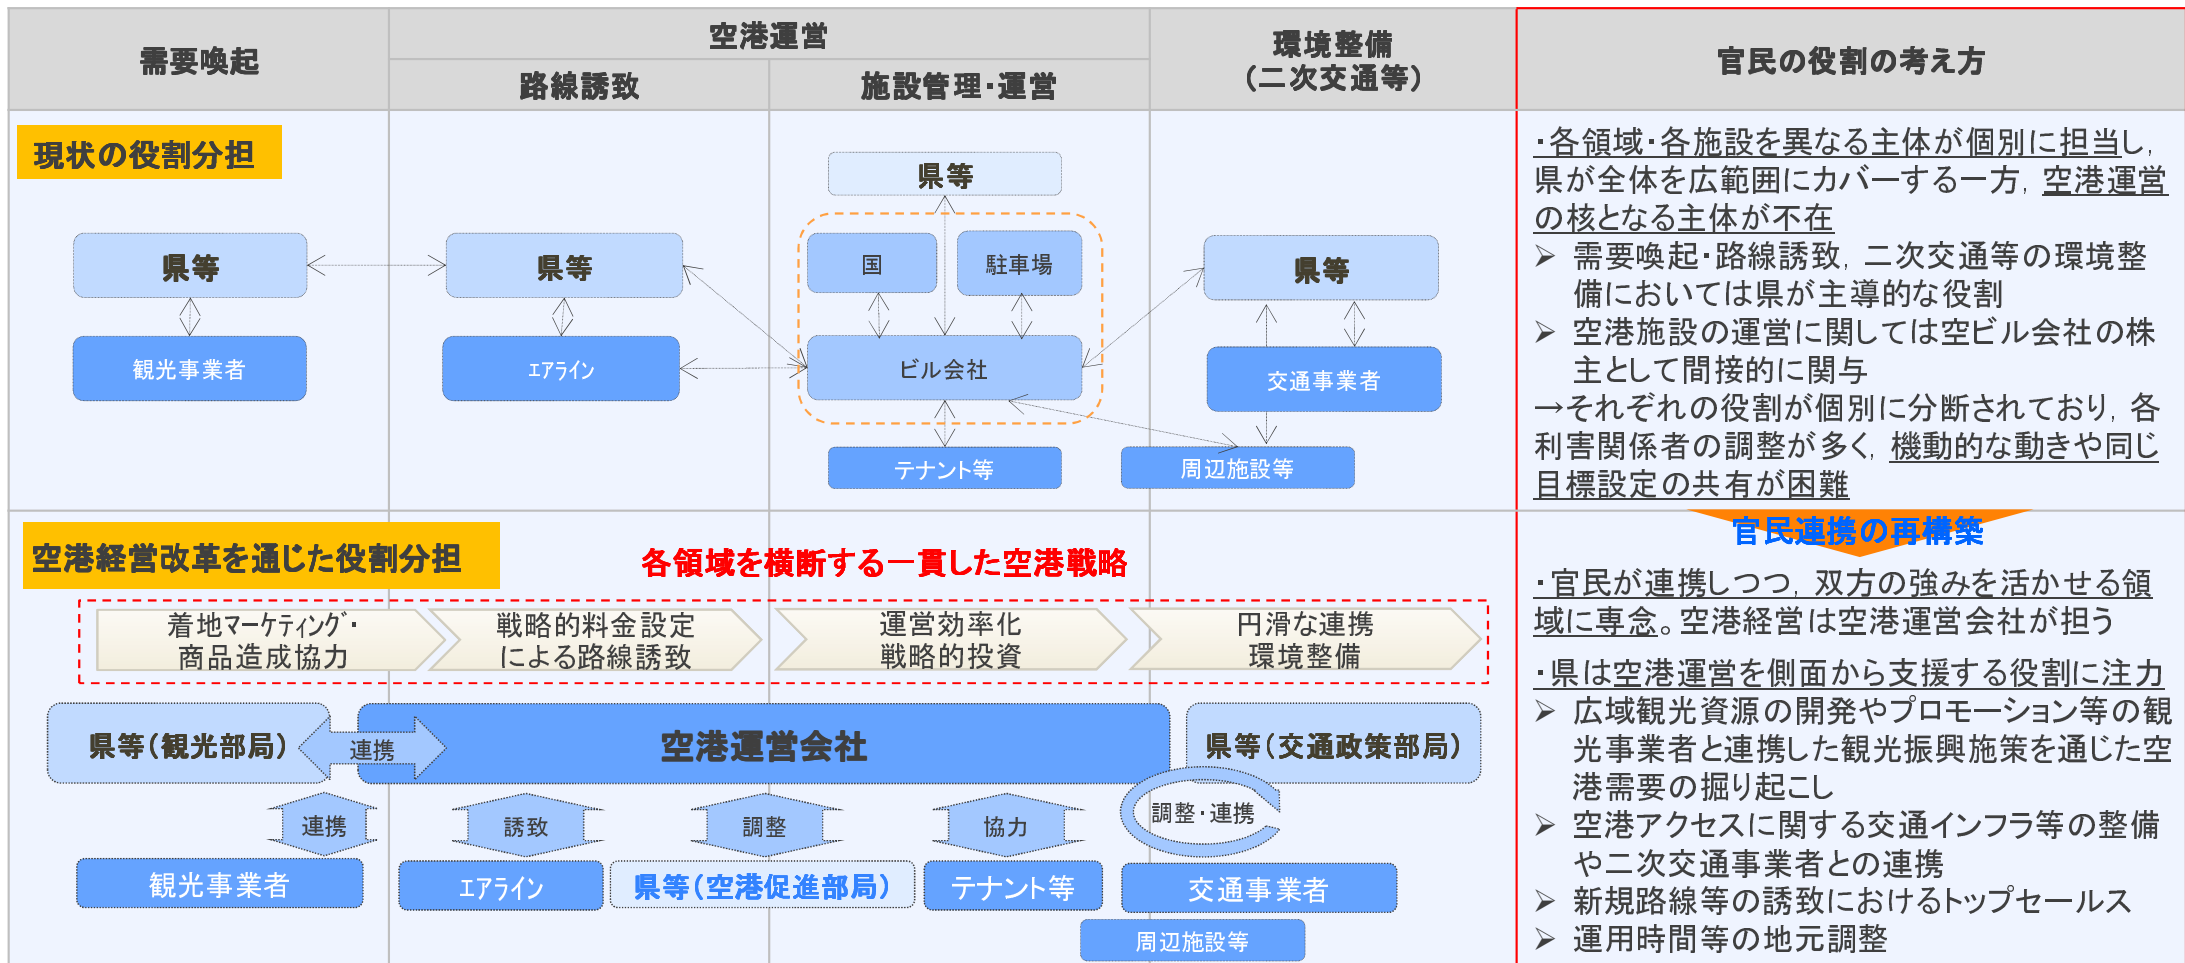 需要喚起
空港運営
路線誘致
施設管理・運営
環境整備
（二次交通等）
官民の役割の考え方
現状の役割分担
県等
観光事業者
県等
エアライン
県等
国
駐車場
ビル会社
テナント等
県等
交通事業者
周辺施設等
・各領域・各施設を異なる主体が個別に担当し，
県が全体を広範囲にカバーする一方，空港運営
の核となる主体が不在
➢ 需要喚起・路線誘致，二次交通等の環境整
備においては県が主導的な役割
➢ 空港施設の運営に関しては空ビル会社の株
主として間接的に関与
→それぞれの役割が個別に分断されており，各
利害関係者の調整が多く，機動的な動きや同じ
目標設定の共有が困難
空港経営改革を通じた役割分担
各領域を横断する一貫した空港戦略
着地マーケティング・
商品造成協力
戦略的料金設定
による路線誘致
運営効率化
戦略的投資
円滑な連携
環境整備
県等（観光部局）
連携
空港運営会社
県等（交通政策部局）
連携
誘致
調整
協力
調整・連携
観光事業者
エアライン
県等（空港促進部局）
テナント等
交通事業者
周辺施設等
官民連携の再構築
・官民が連携しつつ，双方の強みを活かせる領
域に専念。空港経営は空港運営会社が担う
・県は空港運営を側面から支援する役割に注力
➢ 広域観光資源の開発やプロモーション等の観
光事業者と連携した観光振興施策を通じた空
港需要の掘り起こし
➢ 空港アクセスに関する交通インフラ等の整備
や二次交通事業者との連携
➢ 新規路線等の誘致におけるトップセールス
➢ 運用時間等の地元調整